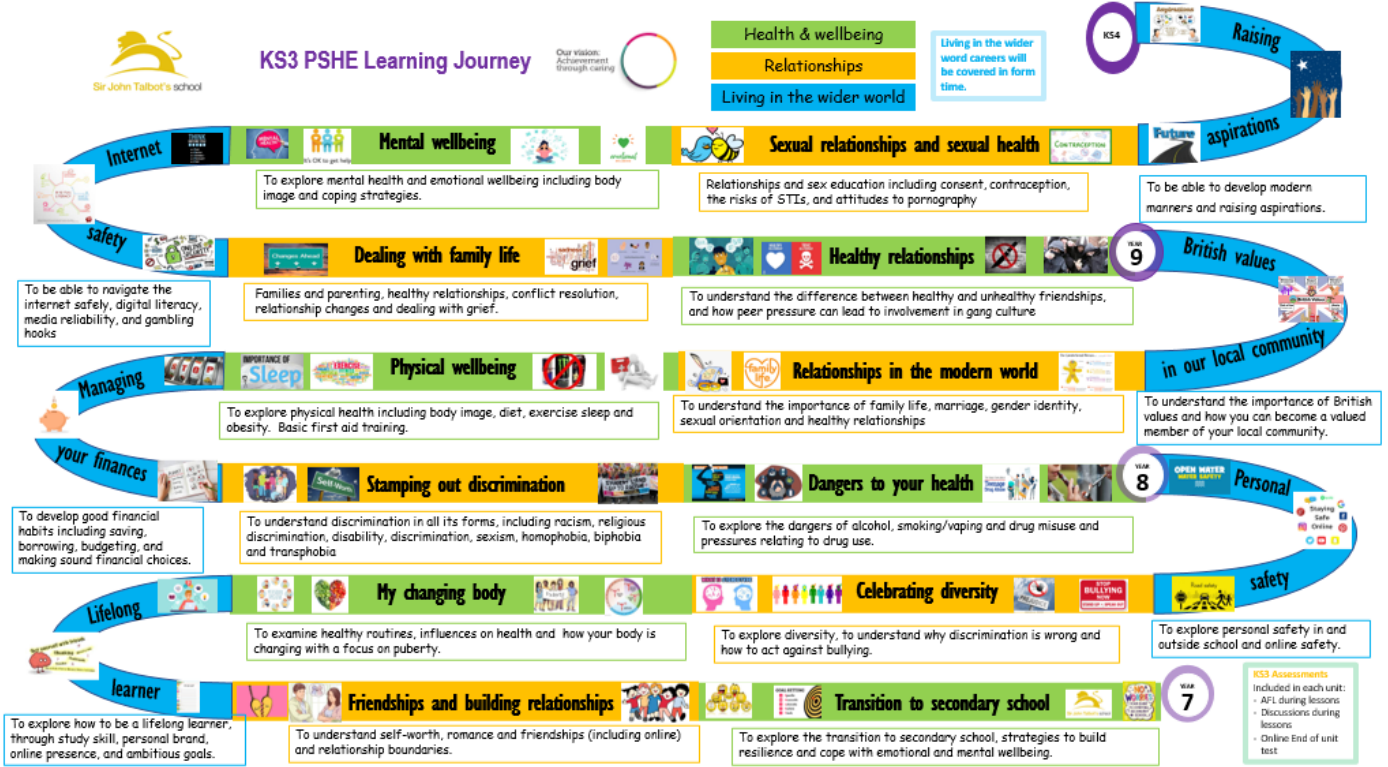 Sir John Talbot's school
KS3 PSHE Learning Journey
Our vision:
Achievement
through caring
Health & wellbeing
Relationships
Living in the wider world
Living in the wider
word careers will
be covered in form
time.
KS4
Aspirations
Raising
aspirations
Future
Internet
THINK
MENTAL HEALTH
It's OK to get help
Mental wellbeing
Sexual relationships and sexual health
CONTRACEPTION
To explore mental health and emotional wellbeing including body
image and coping strategies.
Relationships and sex education including consent, contraception,
the risks of STIs, and attitudes to pornography
To be able to develop modern
manners and raising aspirations.
safety
Changes Ahead
Dealing with family life
grief
Healthy relationships
YEAR
9
British values
To be able to navigate the
internet safely, digital literacy,
media reliability, and gambling
hooks
Families and parenting, healthy relationships, conflict resolution,
relationship changes and dealing with grief.
To understand the difference between healthy and unhealthy friendships,
and how peer pressure can lead to involvement in gang culture
in our local community
Managing
STOP
IMPORTANCE OF
Sleep
EXERCISE
Physical wellbeing
family
life
Relationships in the modern world
To explore physical health including body image, diet, exercise sleep and
obesity.  Basic first aid training.
To understand the importance of family life, marriage, gender identity,
sexual orientation and healthy relationships
To understand the importance of British
values and how you can become a valued
member of your local community.
your finances
Self-Worth
Stamping out discrimination
Dangers to your health
YEAR
8
OPEN WATER
WATER SAFETY
Personal
Staying
Safe
Online
To develop good financial
habits including saving,
borrowing, budgeting, and
making sound financial choices.
To understand discrimination in all its forms, including racism, religious
discrimination, disability, discrimination, sexism, homophobia, biphobia
and transphobia
To explore the dangers of alcohol, smoking/vaping and drug misuse and
pressures relating to drug use.
safety
Road safety
Lifelong
My changing body
Puberty
Celebrating diversity
STOP
BULLYING
NOW
To examine healthy routines, influences on health and  how your body is
changing with a focus on puberty.
To explore diversity, to understand why discrimination is wrong and
how to act against bullying.
To explore personal safety in and
outside school and online safety.
learner
Friendships and building relationships
Transition to secondary school
Sir John Talbot's school
YEAR
7
To explore how to be a lifelong learner,
through study skill, personal brand,
online presence, and ambitious goals.
To understand self-worth, romance and friendships (including online)
and relationship boundaries.
To explore the transition to secondary school, strategies to build
resilience and cope with emotional and mental wellbeing.
KS3 Assessments
Included in each unit:
- AFL during lessons
- Discussions during
lessons
- Online End of unit
test